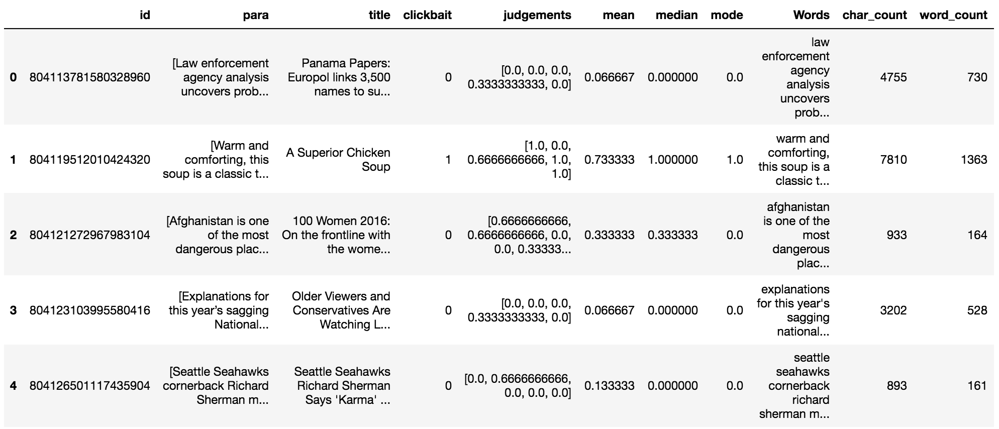 id para title clickbait judgements mean median mode Words char_count word_count
law
enforcement
agency
analysis
uncovers
prob...
[Law enforcement
agency analysis
uncovers prob...
Panama Papers:
Europol links 3,500
names to su...
[0.0, 0.0, 0.0,
0.3333333333, 0.0]
0 804113781580328960 0 0.066667 0.000000 0.0 4755 730
[Warm and
comforting, this
soup is a classic t...
A Superior Chicken
Soup
[1.0, 0.0,
0.6666666666, 1.0,
1.0]
warm and
comforting,
this soup is a
classic t...
1 804119512010424320 1 0.733333 1.000000 1.0 7810 1363
[Afghanistan is one
of the most
dangerous plac...
100 Women 2016:
On the frontline with
the wome...
[0.6666666666,
0.6666666666, 0.0,
0.0, 0.33333...
afghanistan
is one of the
most
dangerous
plac...
2 804121272967983104 0 0.333333 0.333333 0.0 933 164
[Explanations for
this year’s sagging
National...
Older Viewers and
Conservatives Are
Watching L...
[0.0, 0.0, 0.0,
0.3333333333, 0.0]
explanations
for this year's
sagging
national...
3 804123103995580416 0 0.066667 0.000000 0.0 3202 528
[Seattle Seahawks
cornerback Richard
Sherman m...
Seattle Seahawks
Richard Sherman
Says 'Karma' ...
[0.0, 0.6666666666,
0.0, 0.0, 0.0]
seattle
seahawks
cornerback
richard
sherman m...
4 804126501117435904 0 0.133333 0.000000 0.0 893 161